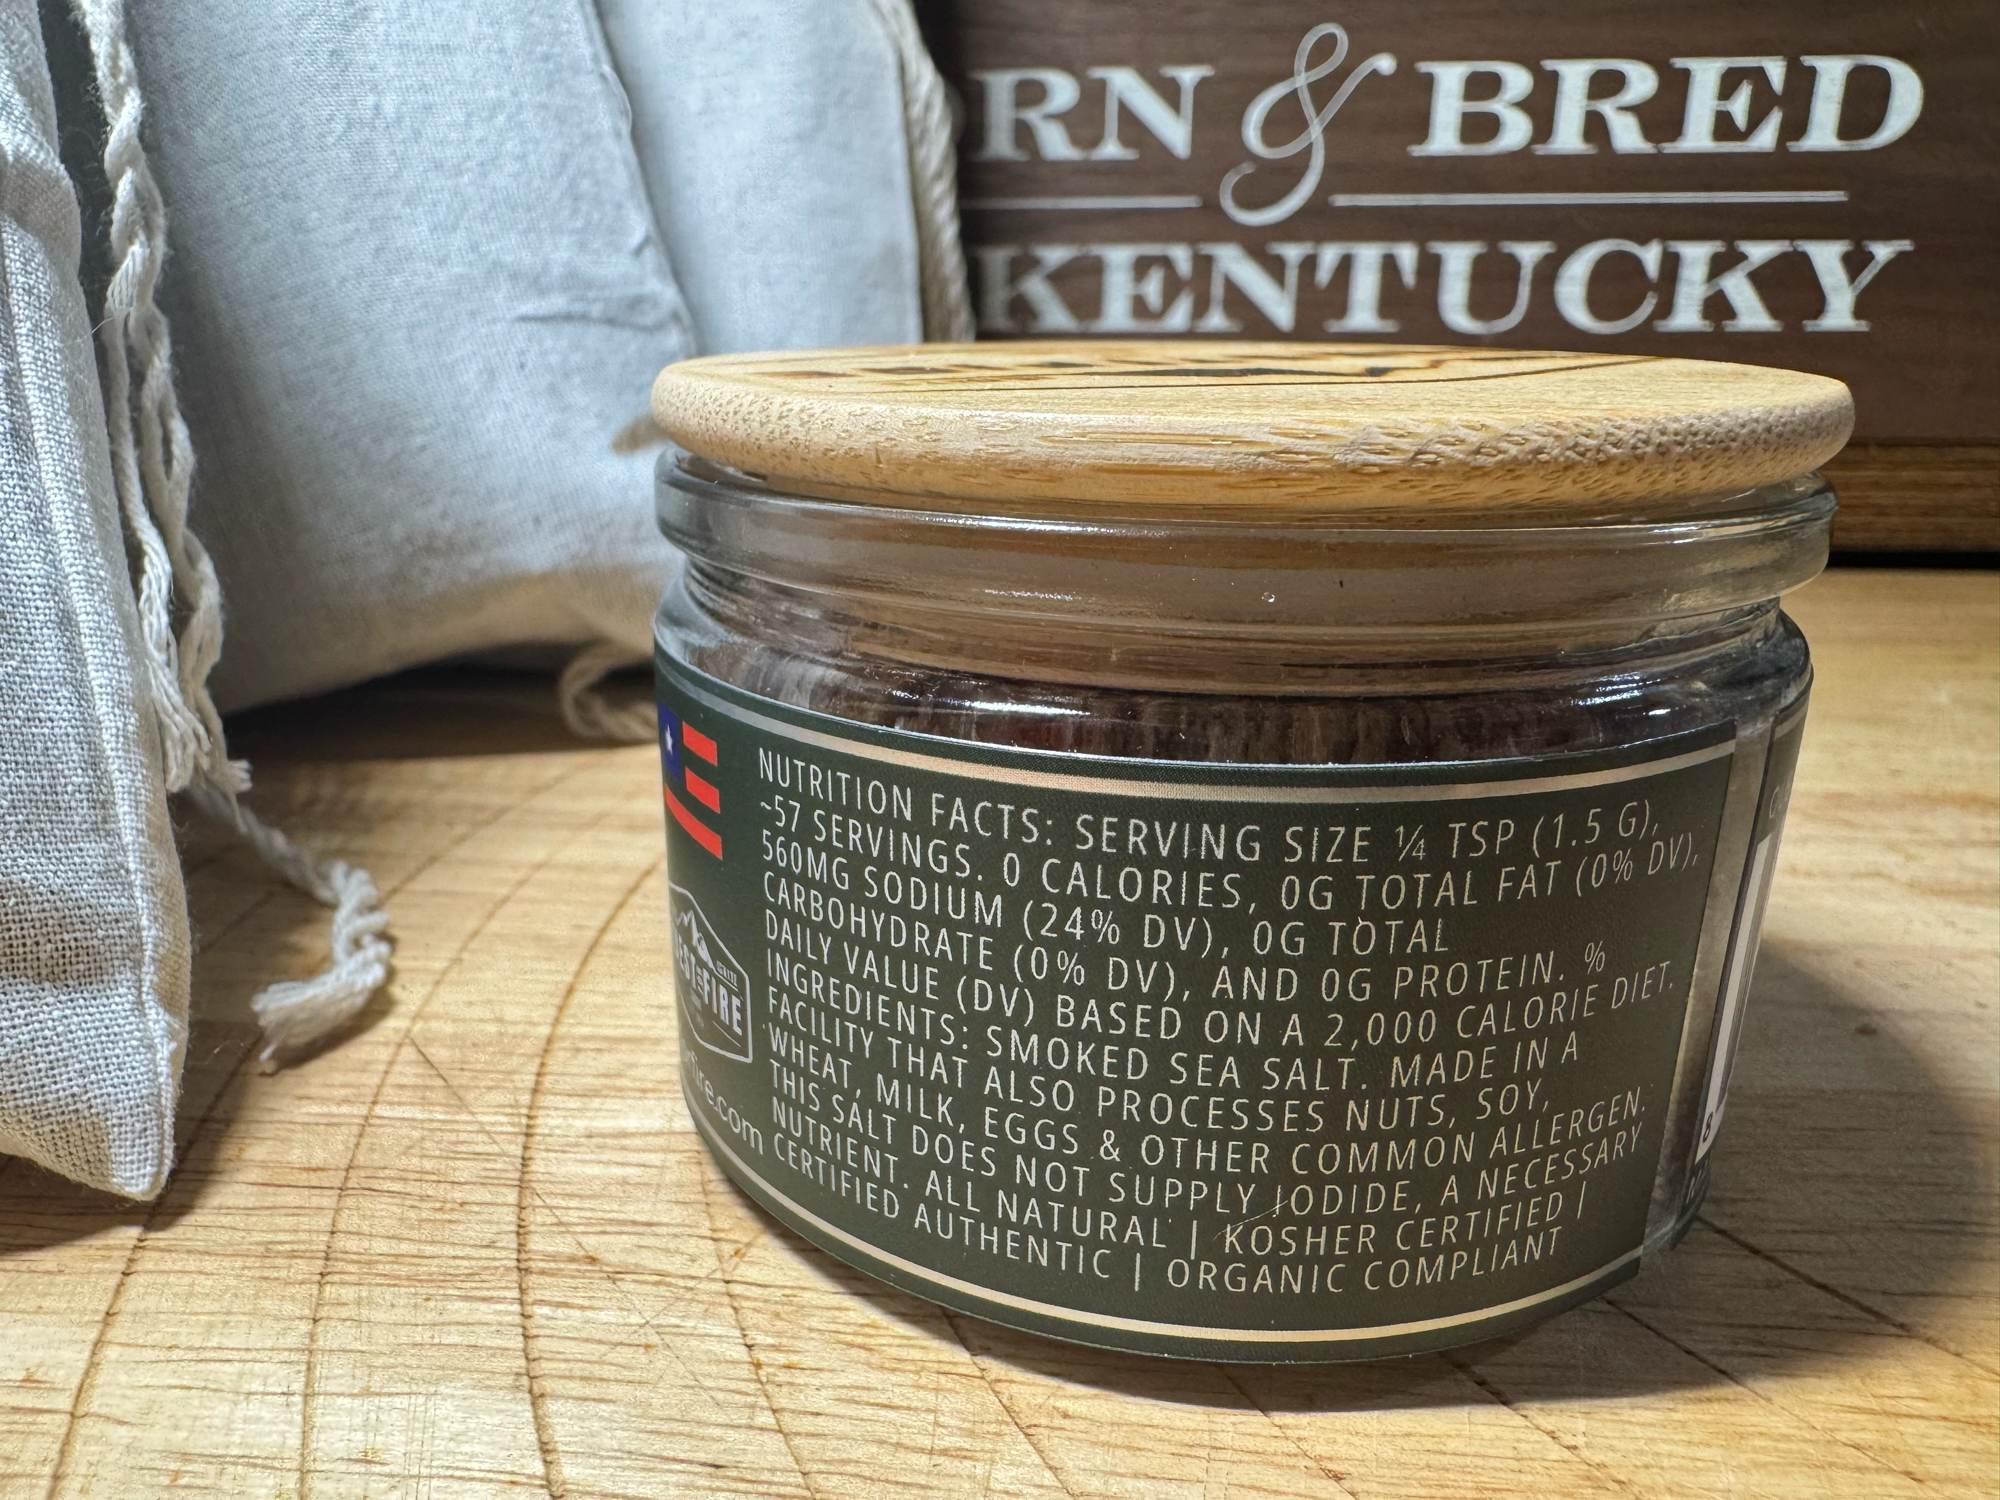 RN & BRED
KENTUCKY
NUTRITION FACTS: SERVING SIZE ¼ TSP (1.5 G),
~57 SERVINGS. 0 CALORIES, 0G TOTAL FAT (0% DV),
560MG SODIUM (24% DV), 0G TOTAL
CARBOHYDRATE (0% DV), AND 0G PROTEIN. %
DAILY VALUE (DV) BASED ON A 2,000 CALORIE DIET.
INGREDIENTS: SMOKED SEA SALT. MADE IN A
FACILITY THAT ALSO PROCESSES NUTS, SOY,
WHEAT, MILK, EGGS & OTHER COMMON ALLERGEN.
THIS SALT DOES NOT SUPPLY IODIDE, A NECESSARY
NUTRIENT. ALL NATURAL | KOSHER CERTIFIED |
CERTIFIED AUTHENTIC | ORGANIC COMPLIANT
FIRE
fire.com
8